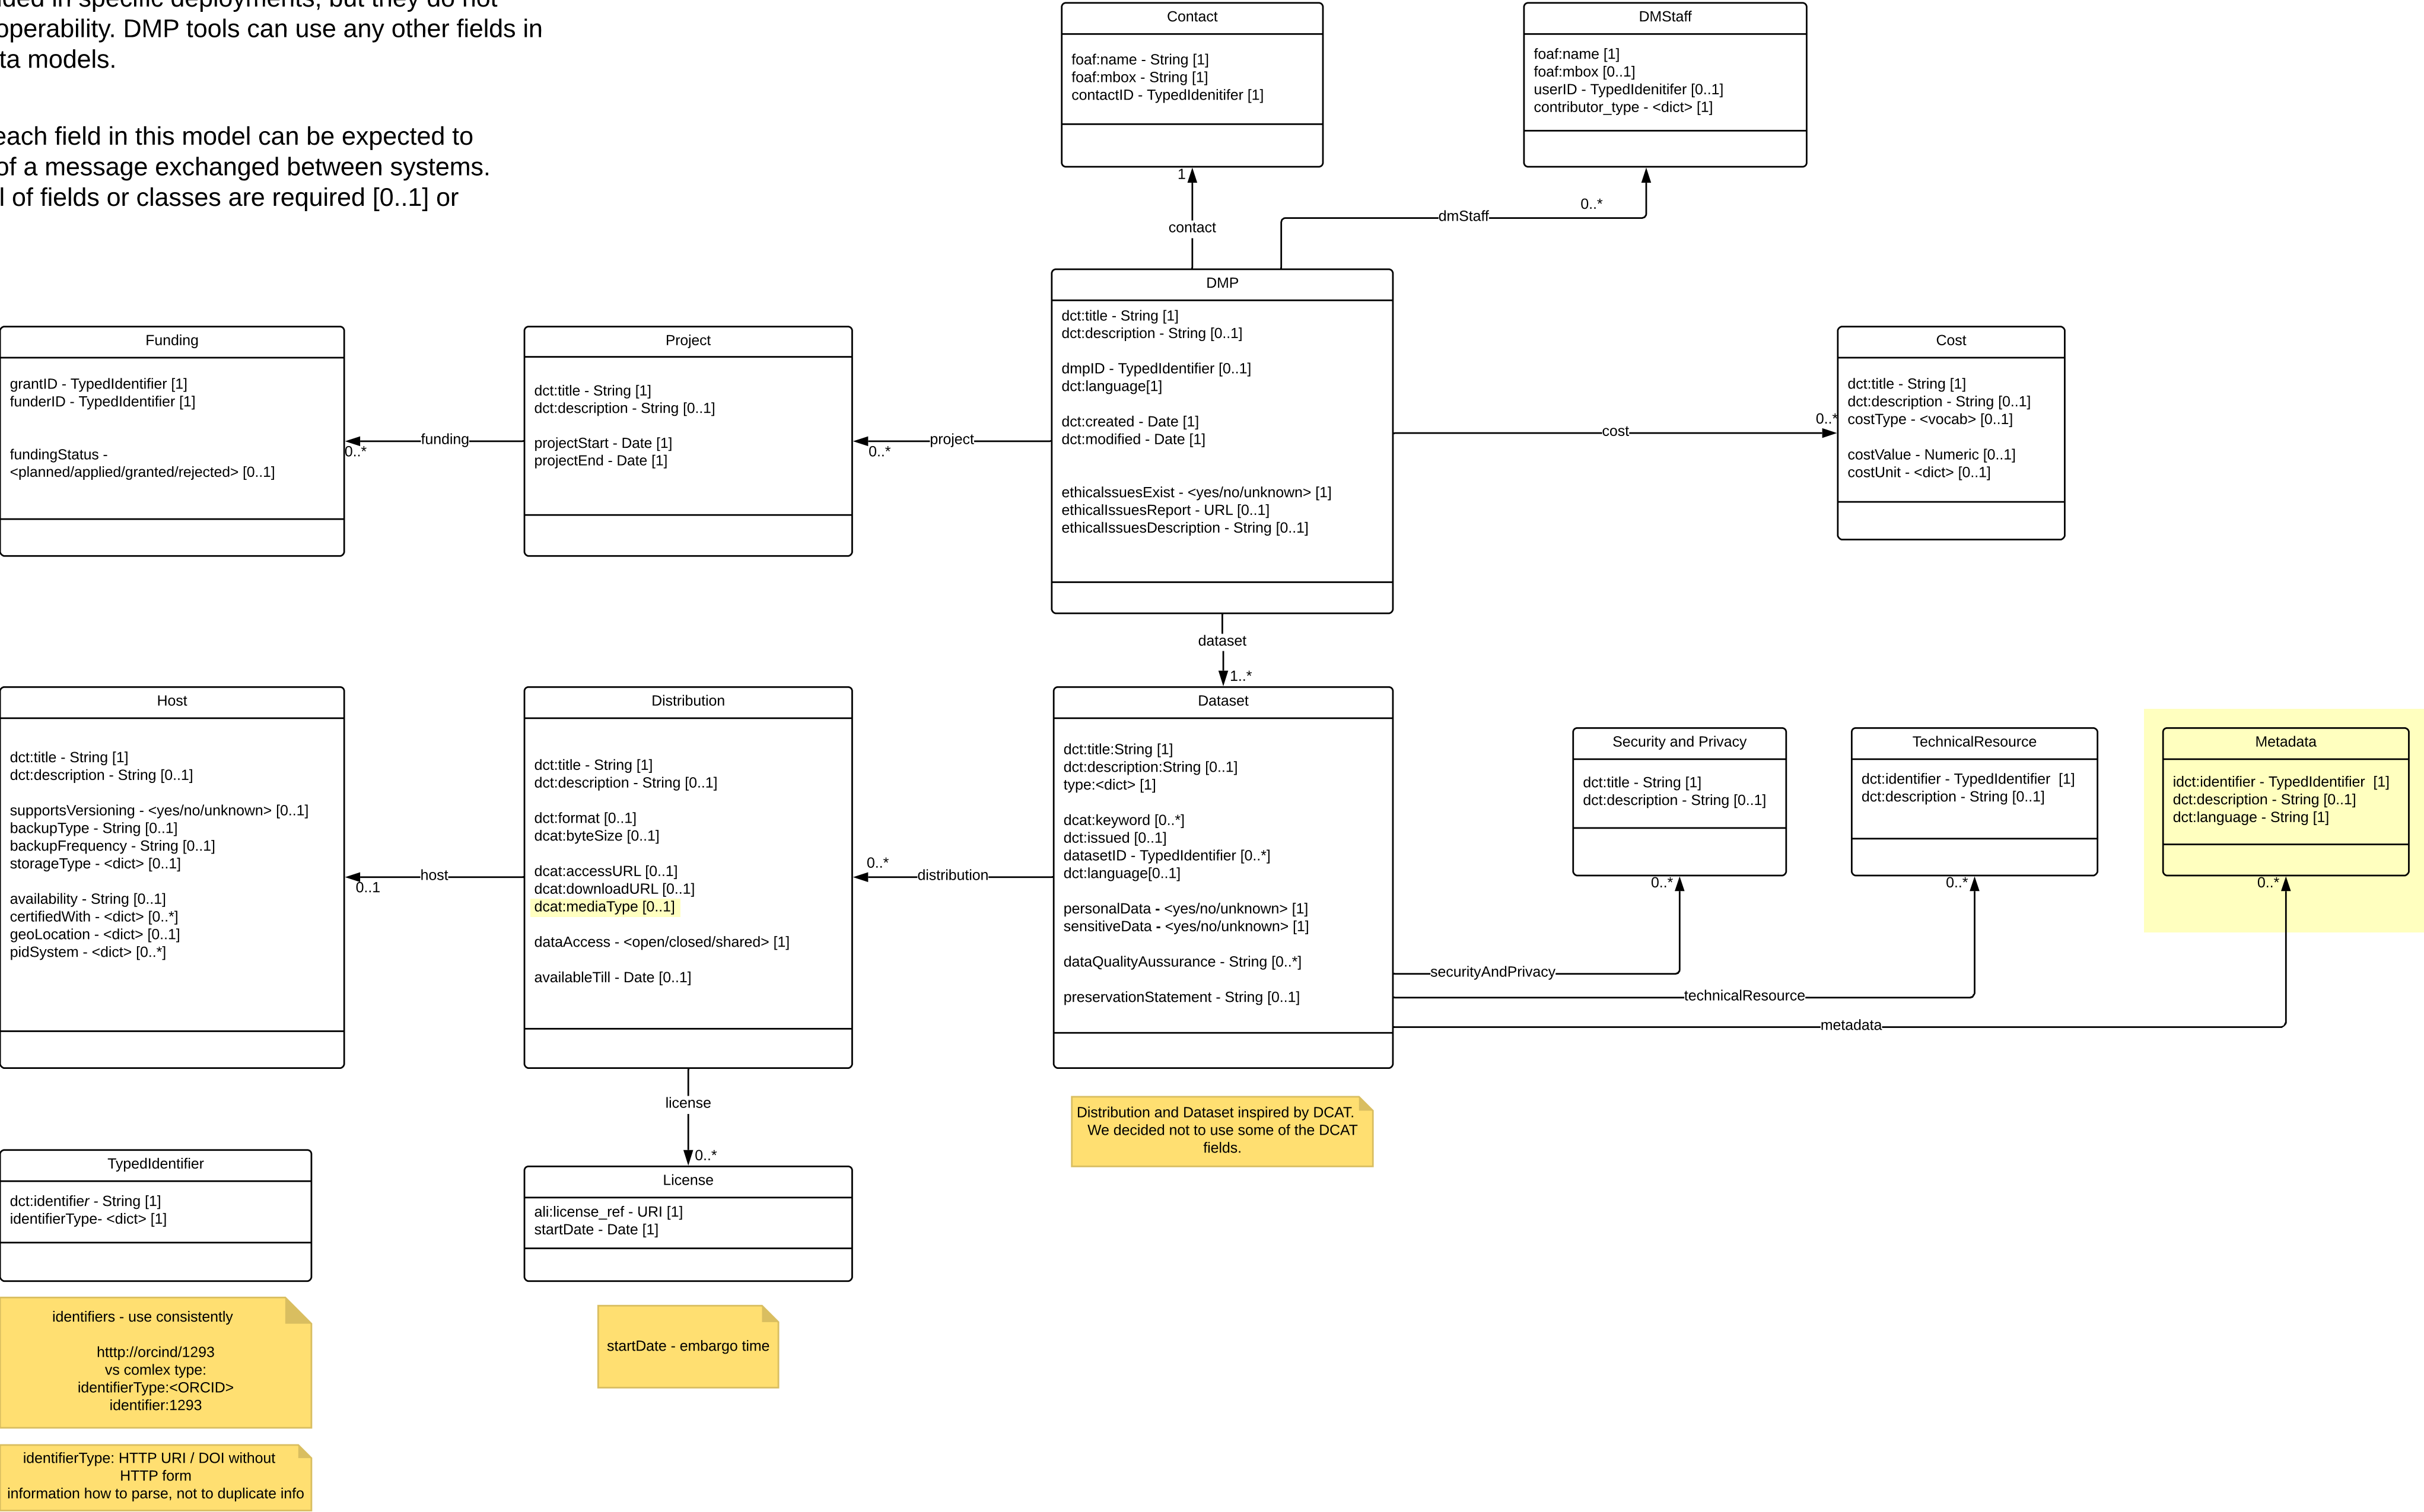 ded in specific deployments, but they do not
operability. DMP tools can use any other fields in
ta models.
each field in this model can be expected to
of a message exchanged between systems.
l of fields or classes are required [0..1] or
Contact
foaf:name - String [1]
foaf:mbox - String [1]
contactID - TypedIdenitifer [1]
DMStaff
foaf:name [1]
foaf:mbox [0..1]
userID - TypedIdenitifer [0..1]
contributor_type - <dict> [1]
1
contact
0..*
dmStaff
DMP
dct:title - String [1]
dct:description - String [0..1]
dmpID - TypedIdentifier [0..1]
dct:language[1]
dct:created - Date [1]
dct:modified - Date [1]
ethicalssuesExist - <yes/no/unknown> [1]
ethicalIssuesReport - URL [0..1]
ethicalIssuesDescription - String [0..1]
Funding
grantID - TypedIdentifier [1]
funderID - TypedIdentifier [1]
fundingStatus -
<planned/applied/granted/rejected> [0..1]
0..*
funding
Project
dct:title - String [1]
dct:description - String [0..1]
projectStart - Date [1]
projectEnd - Date [1]
0..*
project
cost
0..*
Cost
dct:title - String [1]
dct:description - String [0..1]
costType - <vocab> [0..1]
costValue - Numeric [0..1]
costUnit - <dict> [0..1]
dataset
1..*
Host
dct:title - String [1]
dct:description - String [0..1]
supportsVersioning - <yes/no/unknown> [0..1]
backupType - String [0..1]
backupFrequency - String [0..1]
storageType - <dict> [0..1]
availability - String [0..1]
certifiedWith - <dict> [0..*]
geoLocation - <dict> [0..1]
pidSystem - <dict> [0..*]
0..1
host
Distribution
dct:title - String [1]
dct:description - String [0..1]
dct:format [0..1]
dcat:byteSize [0..1]
dcat:accessURL [0..1]
dcat:downloadURL [0..1]
dcat:mediaType [0..1]
dataAccess - <open/closed/shared> [1]
availableTill - Date [0..1]
0..*
distribution
Dataset
dct:title:String [1]
dct:description:String [0..1]
type:<dict> [1]
dcat:keyword [0..*]
dct:issued [0..1]
datasetID - TypedIdentifier [0..*]
dct:language[0..1]
personalData - <yes/no/unknown> [1]
sensitiveData - <yes/no/unknown> [1]
dataQualityAussurance - String [0..*]
preservationStatement - String [0..1]
Security and Privacy
dct:title - String [1]
dct:description - String [0..1]
0..*
securityAndPrivacy
TechnicalResource
dct:identifier - TypedIdentifier  [1]
dct:description - String [0..1]
0..*
technicalResource
Metadata
idct:identifier - TypedIdentifier  [1]
dct:description - String [0..1]
dct:language - String [1]
0..*
metadata
license
0..*
Distribution and Dataset inspired by DCAT.
We decided not to use some of the DCAT
fields.
TypedIdentifier
dct:identifier - String [1]
identifierType- <dict> [1]
License
ali:license_ref - URI [1]
startDate - Date [1]
identifiers - use consistently
htttp://orcind/1293
vs comlex type:
identifierType:<ORCID>
identifier:1293
startDate - embargo time
identifierType: HTTP URI / DOI without
HTTP form
information how to parse, not to duplicate info